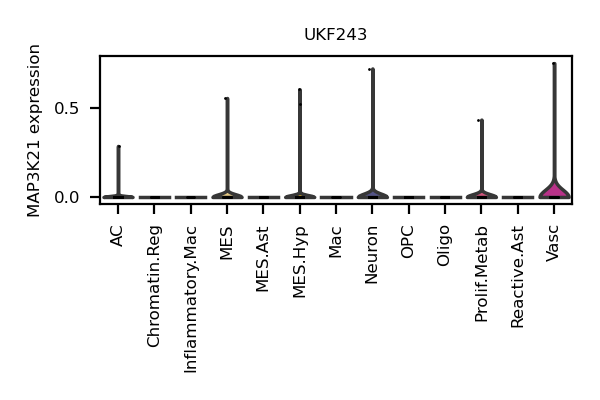 UKF243
MAP3K21 expression
0.5
0.0
AC
Chromatin.Reg
Inflammatory.Mac
MES
MES.Ast
MES.Hyp
Mac
Neuron
OPC
Oligo
Prolif.Metab
Reactive.Ast
Vasc